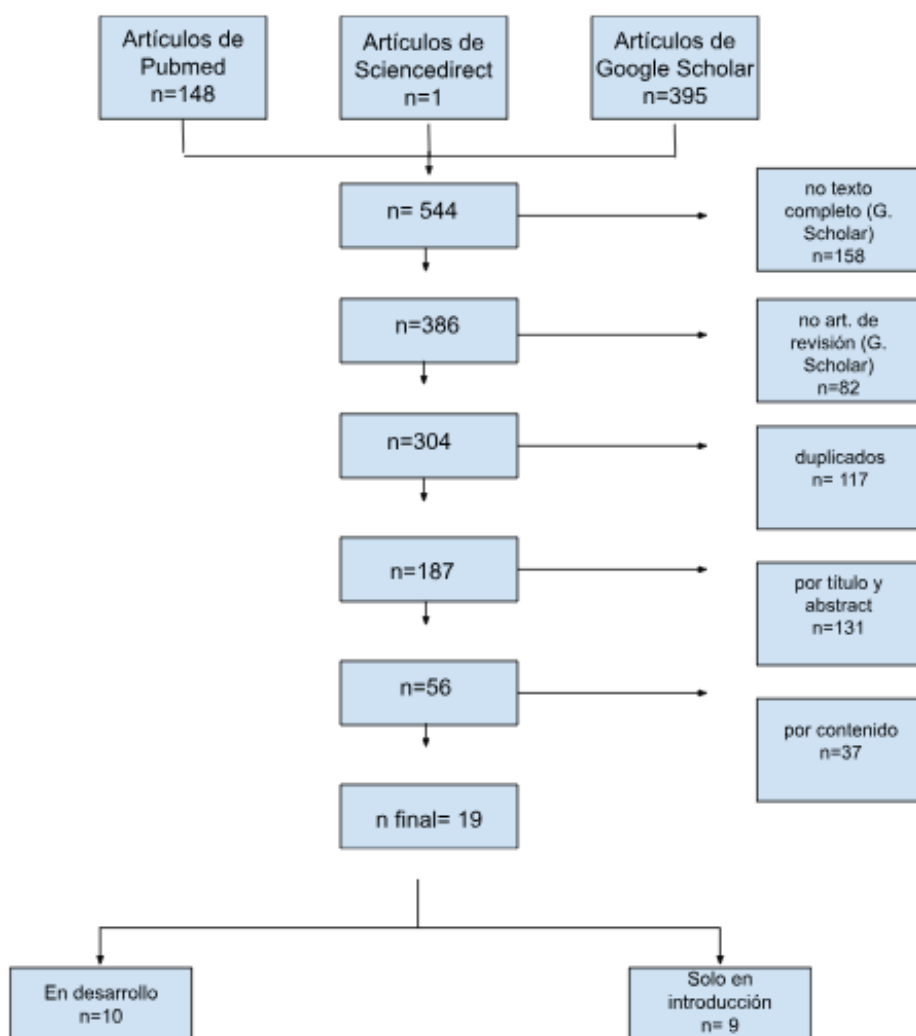 Artículos de
Pubmed
n=148
Artículos de
Sciencedirect
n=1
Artículos de
Google Scholar
n=395
n= 544
no texto
completo (G.
Scholar)
n=158
n=386
no art. de
revisión (G.
Scholar)
n=82
n=304
duplicados
n= 117
n=187
por título y
abstract
n=131
n=56
por contenido
n=37
n final= 19
En desarrollo
n=10
Solo en
introducción
n= 9